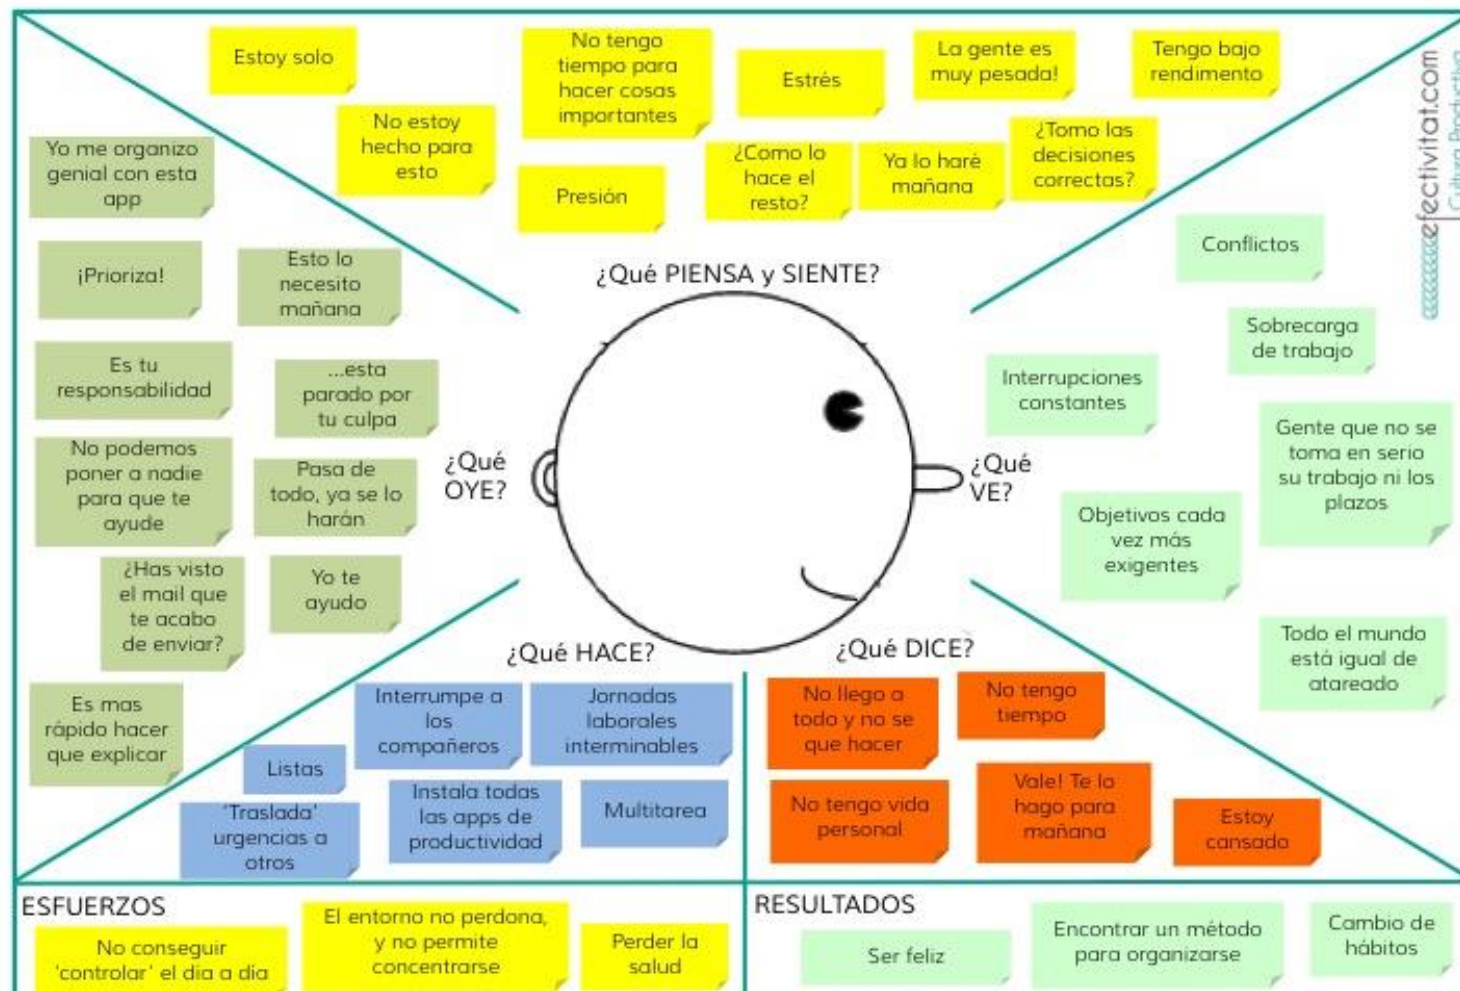 Estoy solo
No estoy
hecho para
esto
No tengo
tiempo para
hacer cosas
importantes
Presión
Estrés
¿Como lo
hace el
resto?
La gente es
muy pesada!
Ya lo haré
mañana
¿Tomo las
decisiones
correctas?
Tengo bajo
rendimento
efectivitat.com
Cultura Productiva
¿Qué PIENSA y SIENTE?
Yo me organizo
genial con esta
app
¡Prioriza!
Esto lo
necesito
mañana
Es tu
responsabilidad
...esta
parado por
tu culpa
No podemos
poner a nadie
para que te
ayude
Pasa de
todo, ya se lo
harán
¿Has visto
el mail que
te acabo
de enviar?
Yo te
ayudo
Es mas
rápido hacer
que explicar
¿Qué
OYE?
¿Qué
VE?
Conflictos
Sobrecarga
de trabajo
Interrupciones
constantes
Gente que no se
toma en serio
su trabajo ni los
plazos
Objetivos cada
vez más
exigentes
Todo el mundo
está igual de
atareado
¿Qué HACE?
Interrumpe a
los
compañeros
Jornadas
laborales
interminables
Listas
'Traslada'
urgencias a
otros
Instala todas
las apps de
productividad
Multitarea
¿Qué DICE?
No llego a
todo y no se
que hacer
No tengo
tiempo
No tengo vida
personal
Vale! Te lo
hago para
mañana
Estoy
cansado
ESFUERZOS
No conseguir
'controlar' el dia a día
El entorno no perdona,
y no permite
concentrarse
Perder la
salud
RESULTADOS
Ser feliz
Encontrar un método
para organizarse
Cambio de
hábitos